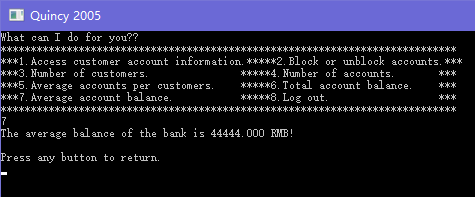 Quincy 2005
What can I do for you??
******************************************************************************
***1.Access customer account information.*****2.Block or unblock accounts.***
***3.Number of customers.               *****4.Number of accounts.       ***
***5.Average accounts per customers.    *****6.Total account balance.    ***
***7.Average account balance.           *****8.Log out.                  ***
******************************************************************************
7
The average balance of the bank is 44444.000 RMB!
Press any button to return.